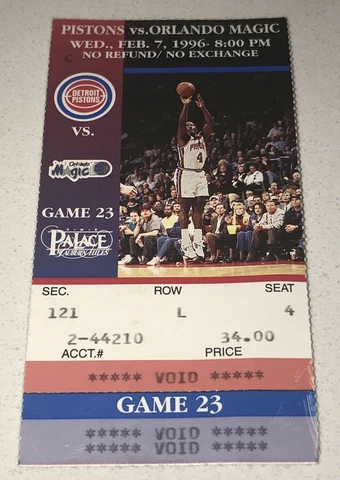 PISTONS vs. ORLANDO MAGIC
WED., FEB. 7, 1996- 8:00 PM
NO REFUND/ NO EXCHANGE
C
DETROIT
PISTONS
VS.
Orlando
Magic
GAME 23
THE
PALACE
OF AUBURN HILLS
4
SEC.
ROW
SEAT
121
L
4
2-44210
34.00
ACCT.#
PRICE
***** VOID *****
GAME 23
***** VOID *****
***** VOID *****